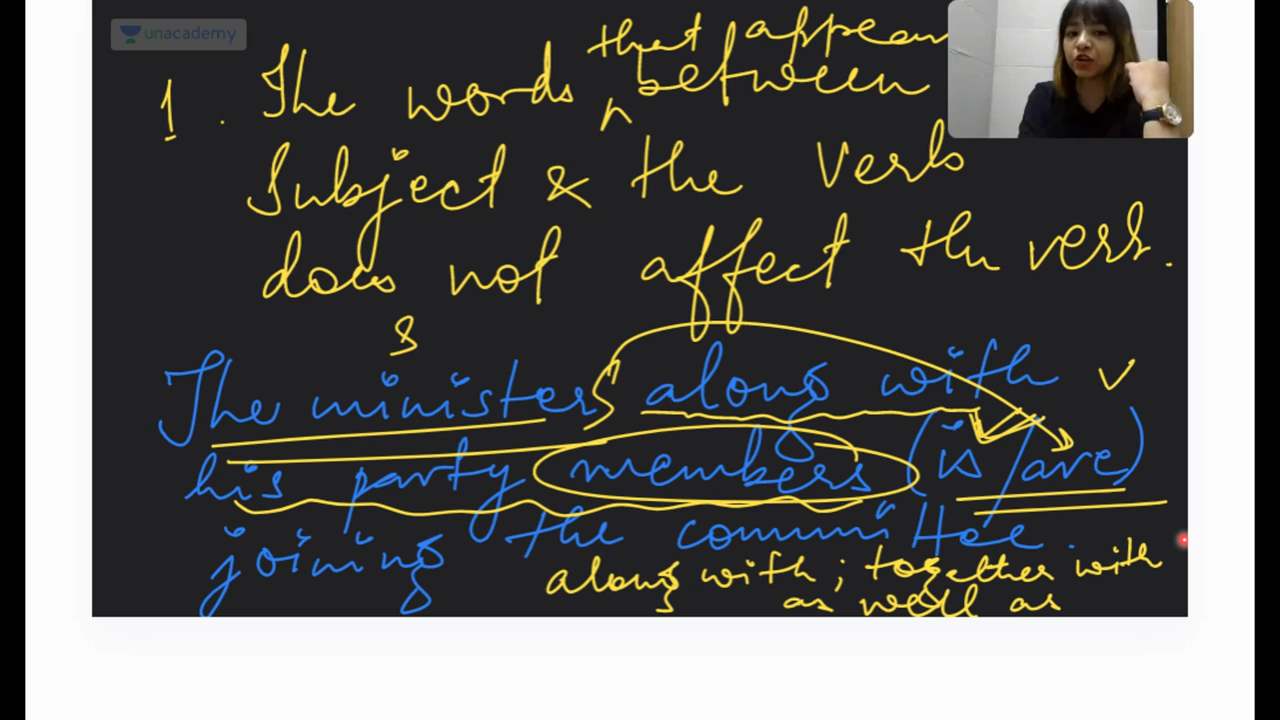 unacademy
that appear
1. The words ^ between
Subject & the Verb
does not affect the verb.
S
The minister, along with ✓
his party members (is/are)
joining the committee.
along with; together with
as well as